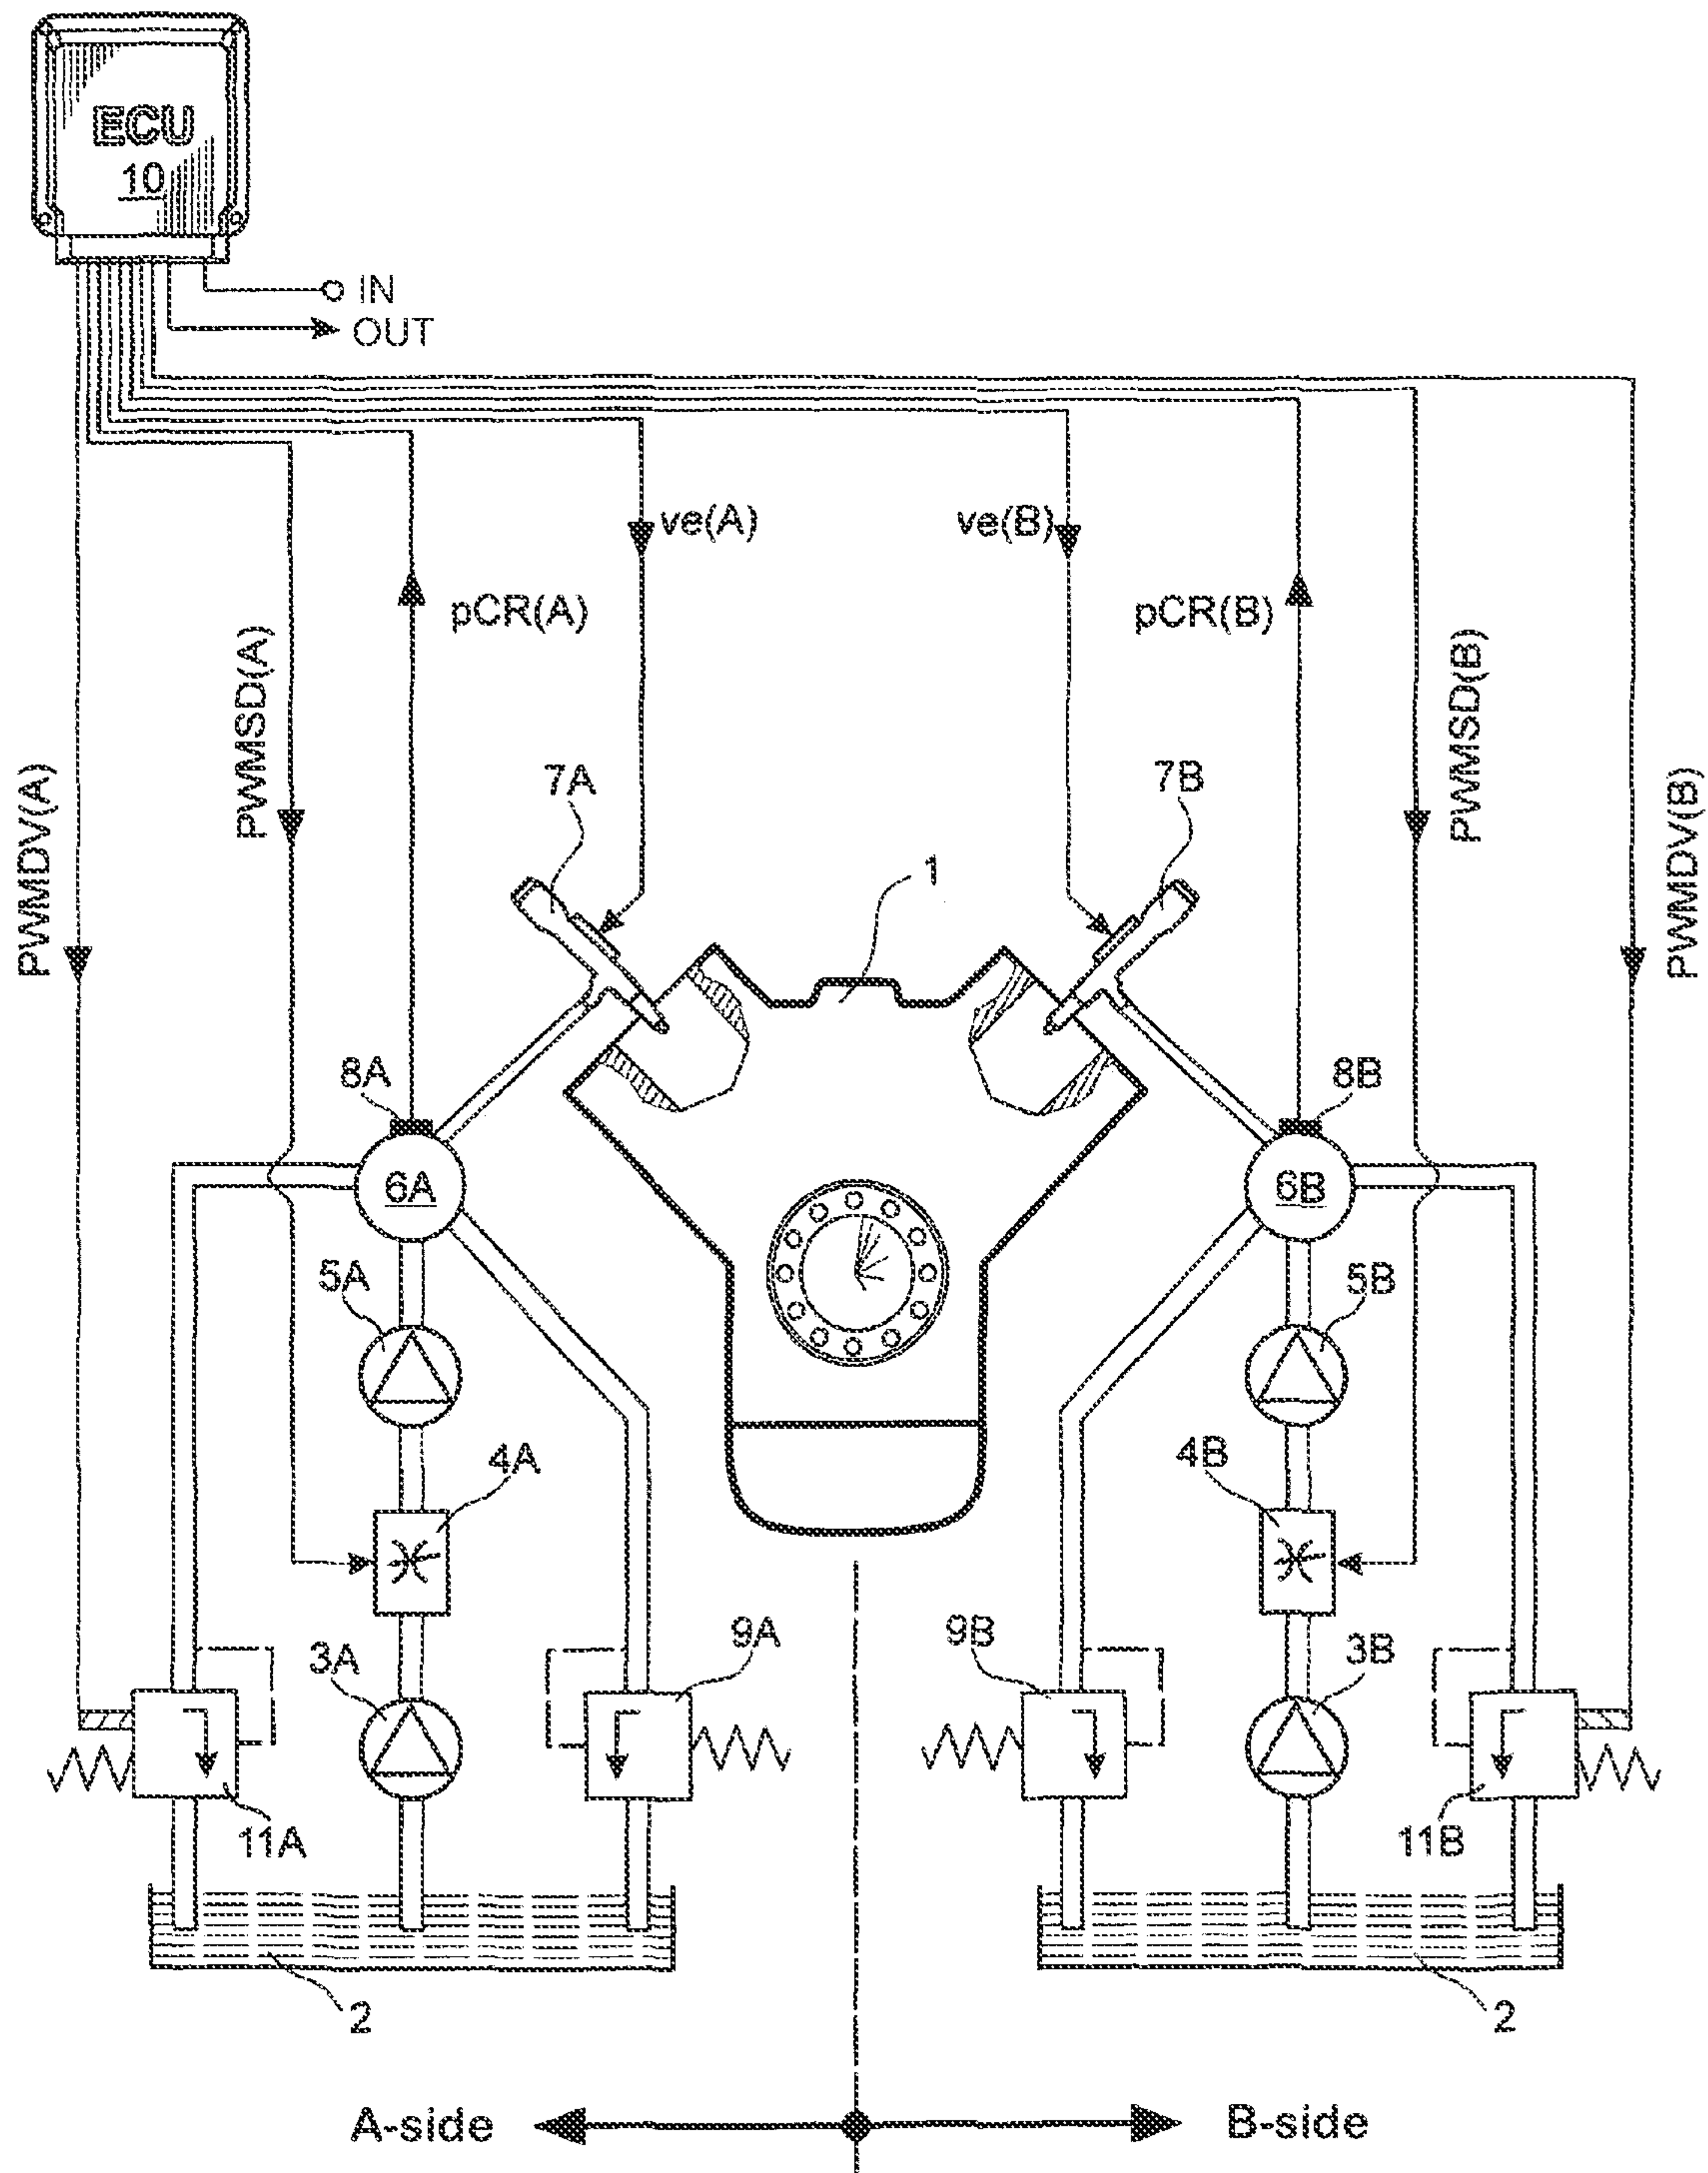 ECU
10
IN
OUT
ve(A)
ve(B)
pCR(A)
pCR(B)
PWMSD(A)
PWMSD(B)
PWMDV(A)
PWMDV(B)
7A
7B
1
8A
8B
6A
6B
5A
5B
4A
4B
9A
9B
3A
3B
11A
11B
2
2
A-side
B-side